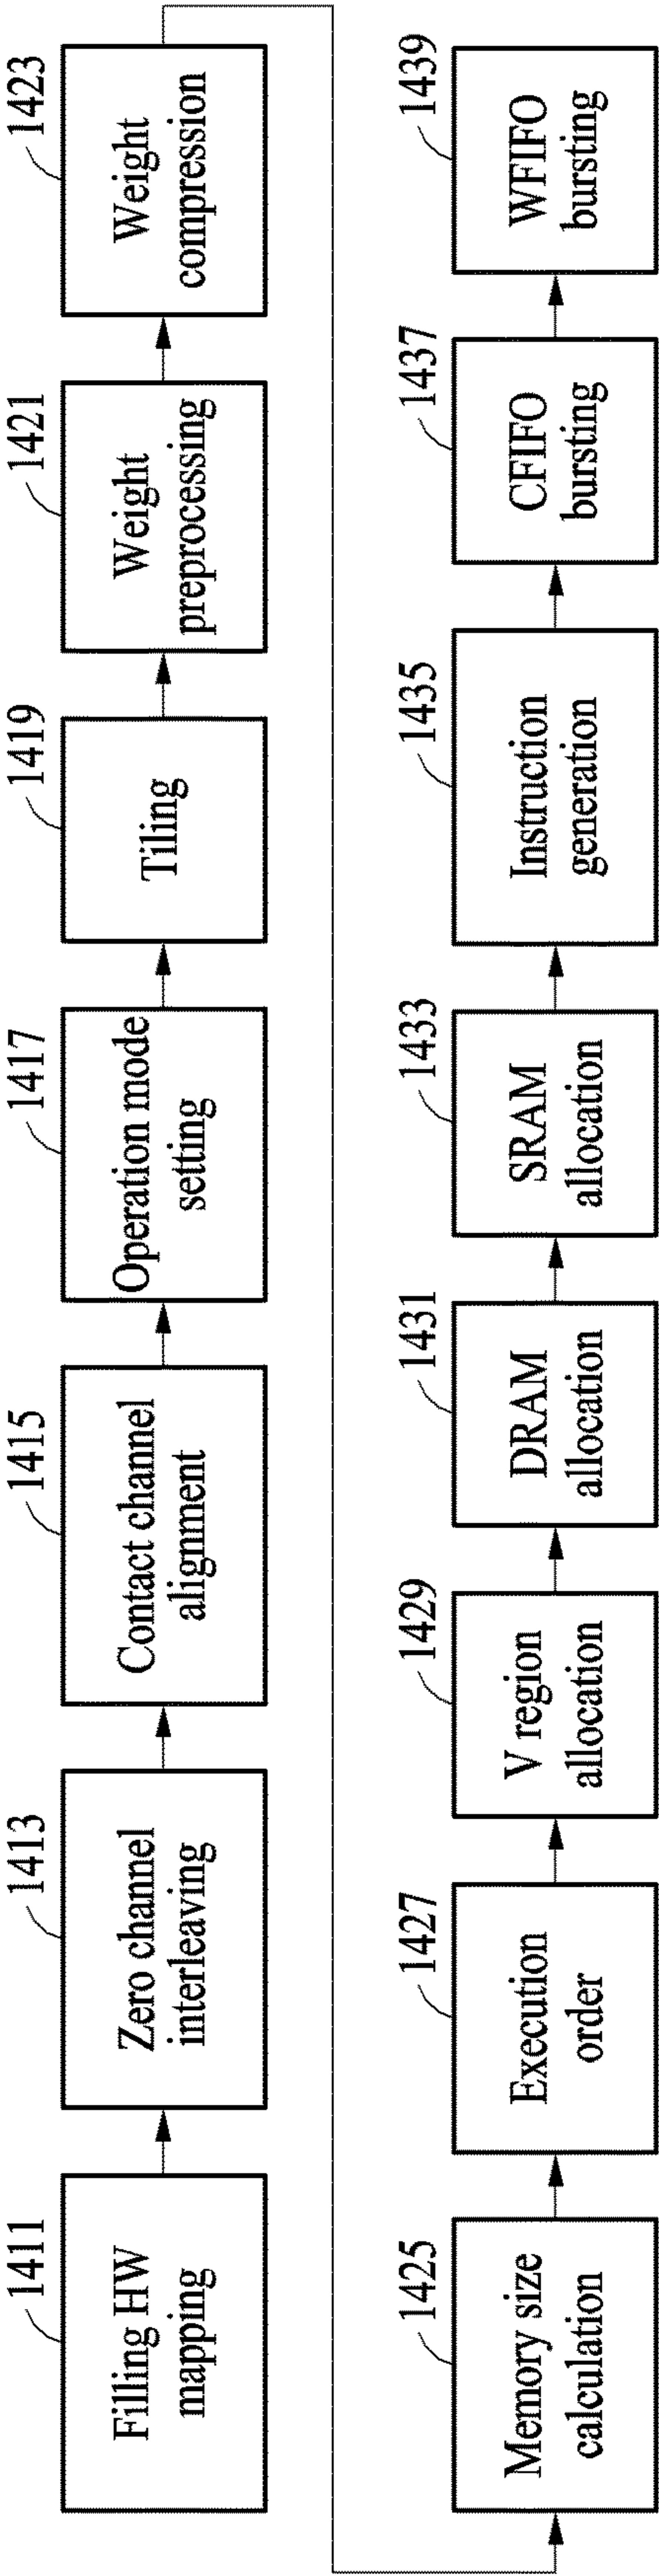 1411
Filling HW
mapping
1413
Zero channel
interleaving
1415
Contact channel
alignment
1417
Operation mode
setting
1419
Tiling
1421
Weight
preprocessing
1423
Weight
compression
1425
Memory size
calculation
1427
Execution
order
1429
V region
allocation
1431
DRAM
allocation
1433
SRAM
allocation
1435
Instruction
generation
1437
CFIFO
bursting
1439
WFIFO
bursting